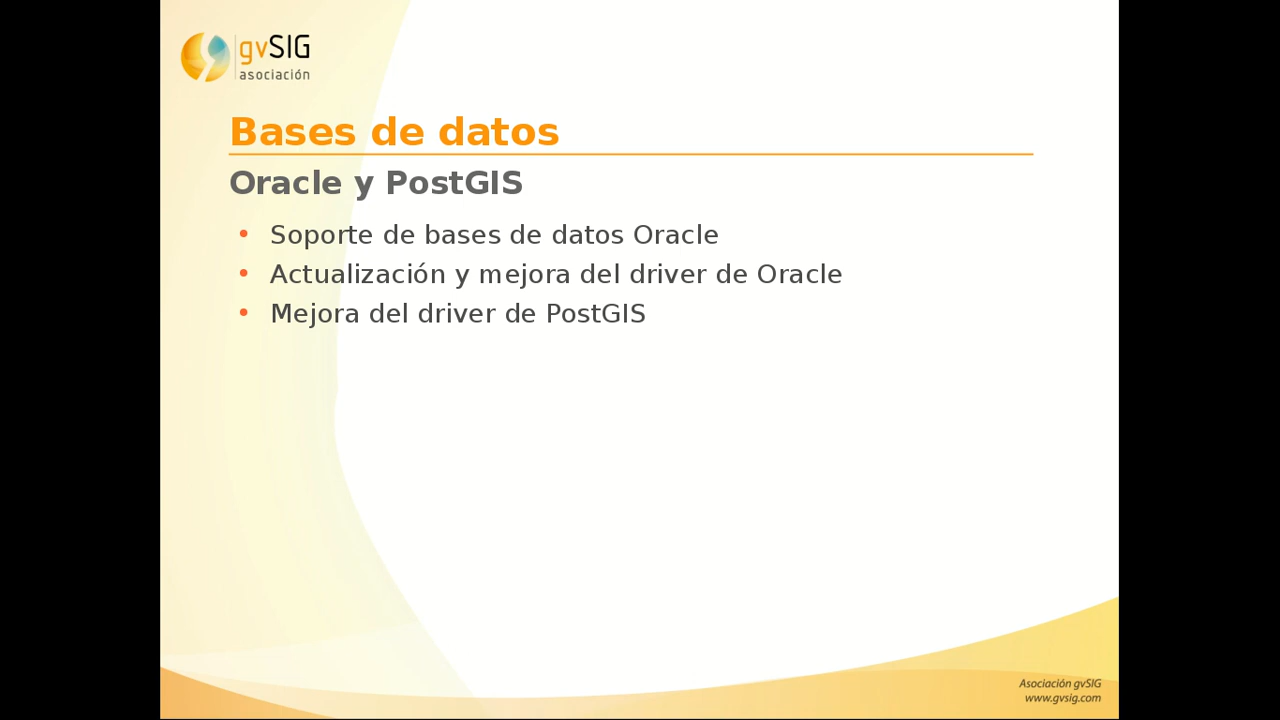 gvSIG
asociación
Bases de datos
Oracle y PostGIS
• Soporte de bases de datos Oracle
• Actualización y mejora del driver de Oracle
• Mejora del driver de PostGIS
Asociación gvSIG
www.gvsig.com